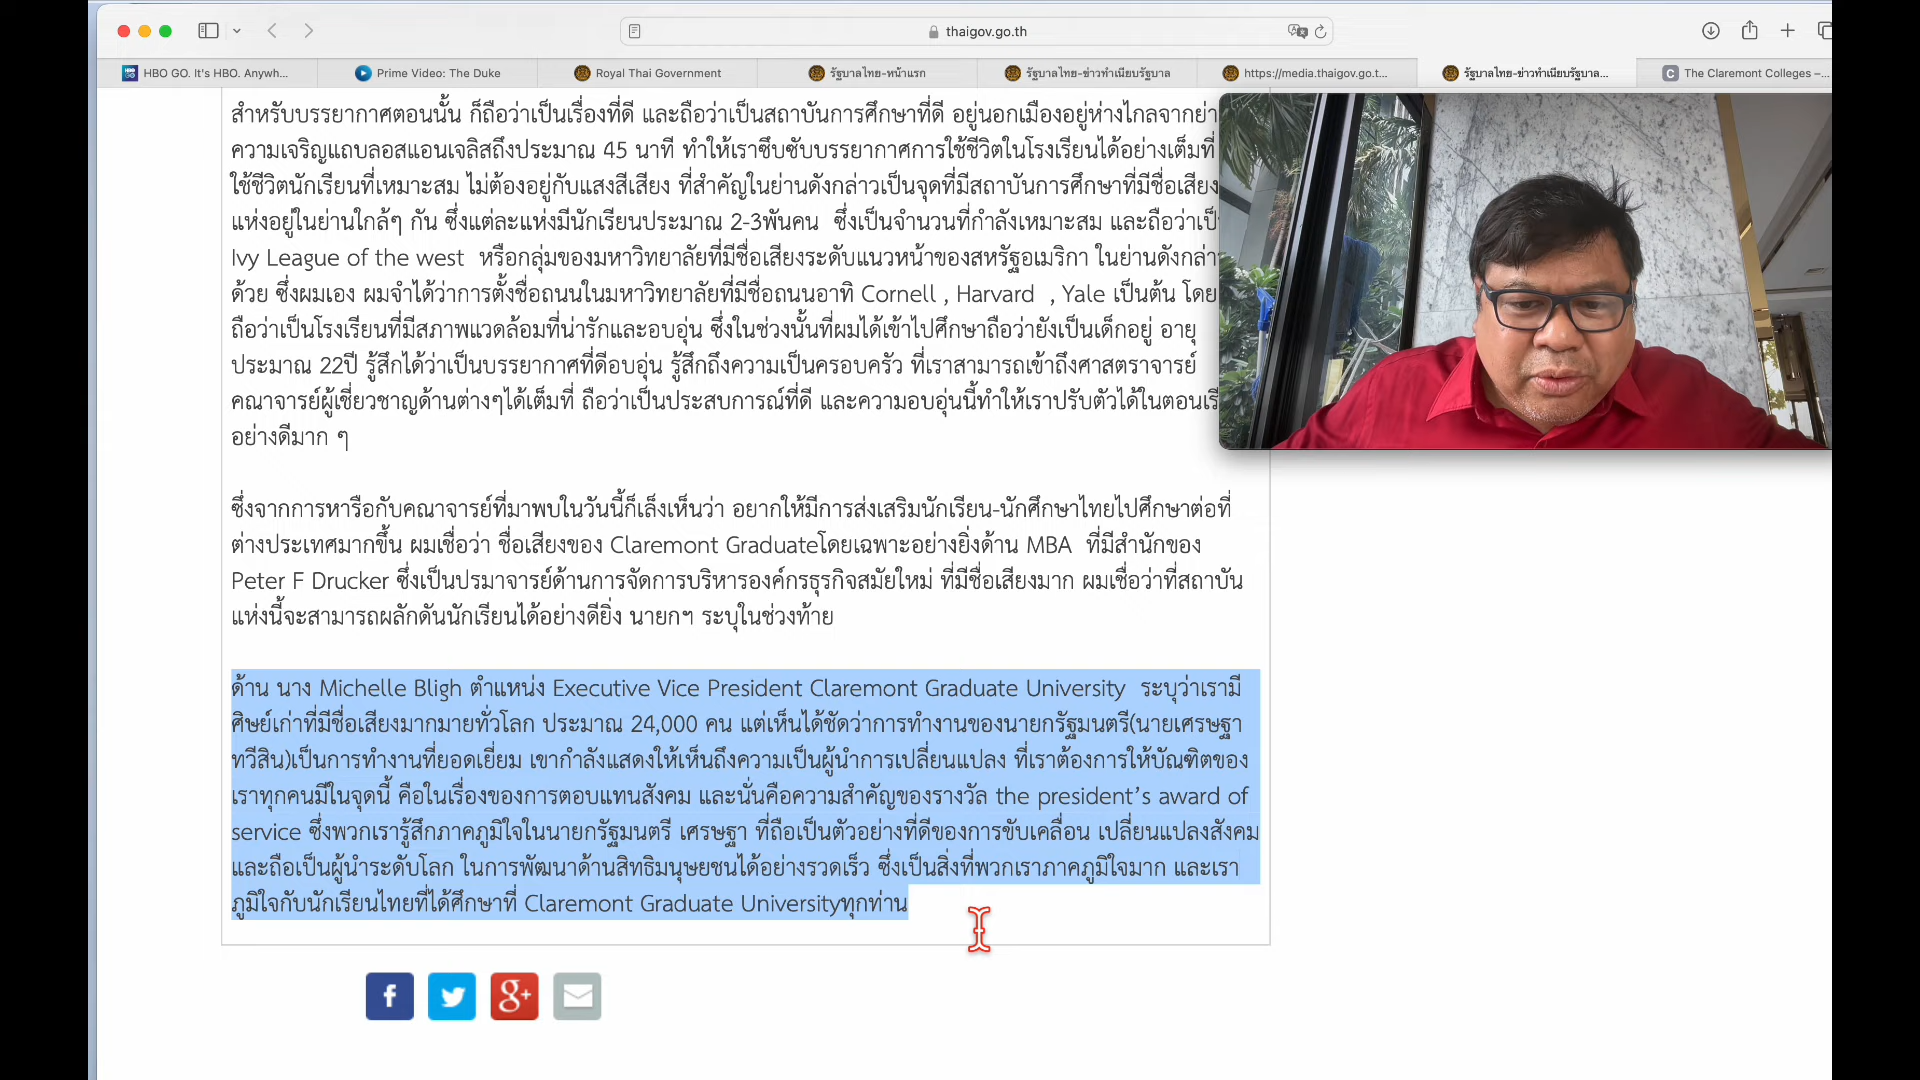 thaigov.go.th
HBO GO. It's HBO. Anywh...
Prime Video: The Duke
Royal Thai Government
รัฐบาลไทย-หน้าแรก
รัฐบาลไทย-ข่าวทำเนียบรัฐบาล
https://media.thaigov.go.t...
รัฐบาลไทย-ข่าวทำเนียบรัฐบาล...
C The Claremont Colleges –...
สำหรับบรรยากาศตอนนั้น ก็ถือว่าเป็นเรื่องที่ดี และถือว่าเป็นสถาบันการศึกษาที่ดี อยู่นอกเมืองอยู่ห่างไกลจากย่า
ความเจริญแถบลอสแอนเจลิสถึงประมาณ 45 นาที ทำให้เราซึบซับบรรยากาศการใช้ชีวิตในโรงเรียนได้อย่างเต็มที่
ใช้ชีวิตนักเรียนที่เหมาะสม ไม่ต้องอยู่กับแสงสีเสียง ที่สำคัญในย่านดังกล่าวเป็นจุดที่มีสถาบันการศึกษาที่มีชื่อเสียง
แห่งอยู่ในย่านใกล้ๆ กัน ซึ่งแต่ละแห่งมีนักเรียนประมาณ 2-3พันคน ซึ่งเป็นจำนวนที่กำลังเหมาะสม และถือว่าเป็
Ivy League of the west หรือกลุ่มของมหาวิทยาลัยที่มีชื่อเสียงระดับแนวหน้าของสหรัฐอเมริกา ในย่านดังกล่า
ด้วย ซึ่งผมเอง ผมจำได้ว่าการตั้งชื่อถนนในมหาวิทยาลัยที่มีชื่อถนนอาทิ Cornell , Harvard , Yale เป็นต้น โดย
ถือว่าเป็นโรงเรียนที่มีสภาพแวดล้อมที่น่ารักและอบอุ่น ซึ่งในช่วงนั้นที่ผมได้เข้าไปศึกษาถือว่ายังเป็นเด็กอยู่ อายุ
ประมาณ 22ปี รู้สึกได้ว่าเป็นบรรยากาศที่ดีอบอุ่น รู้สึกถึงความเป็นครอบครัว ที่เราสามารถเข้าถึงศาสตราจารย์
คณาจารย์ผู้เชี่ยวชาญด้านต่างๆได้เต็มที่ ถือว่าเป็นประสบการณ์ที่ดี และความอบอุ่นนี้ทำให้เราปรับตัวได้ในตอนเรี
อย่างดีมาก ๆ
ซึ่งจากการหารือกับคณาจารย์ที่มาพบในวันนี้ก็เล็งเห็นว่า อยากให้มีการส่งเสริมนักเรียน-นักศึกษาไทยไปศึกษาต่อที่
ต่างประเทศมากขึ้น ผมเชื่อว่า ชื่อเสียงของ Claremont Graduateโดยเฉพาะอย่างยิ่งด้าน MBA ที่มีสำนักของ
Peter F Drucker ซึ่งเป็นปรมาจารย์ด้านการจัดการบริหารองค์กรธุรกิจสมัยใหม่ ที่มีชื่อเสียงมาก ผมเชื่อว่าที่สถาบัน
แห่งนี้จะสามารถผลักดันนักเรียนได้อย่างดียิ่ง นายกฯ ระบุในช่วงท้าย
ด้าน นาง Michelle Bligh ตำแหน่ง Executive Vice President Claremont Graduate University ระบุว่าเรามี
ศิษย์เก่าที่มีชื่อเสียงมากมายทั่วโลก ประมาณ 24,000 คน แต่เห็นได้ชัดว่าการทำงานของนายกรัฐมนตรี(นายเศรษฐา
ทวีสิน)เป็นการทำงานที่ยอดเยี่ยม เขากำลังแสดงให้เห็นถึงความเป็นผู้นำการเปลี่ยนแปลง ที่เราต้องการให้บัณฑิตของ
เราทุกคนมีในจุดนี้ คือในเรื่องของการตอบแทนสังคม และนั่นคือความสำคัญของรางวัล the president’s award of
service ซึ่งพวกเรารู้สึกภาคภูมิใจในนายกรัฐมนตรี เศรษฐา ที่ถือเป็นตัวอย่างที่ดีของการขับเคลื่อน เปลี่ยนแปลงสังคม
และถือเป็นผู้นำระดับโลก ในการพัฒนาด้านสิทธิมนุษยชนได้อย่างรวดเร็ว ซึ่งเป็นสิ่งที่พวกเราภาคภูมิใจมาก และเรา
ภูมิใจกับนักเรียนไทยที่ได้ศึกษาที่ Claremont Graduate Universityทุกท่าน
f g+